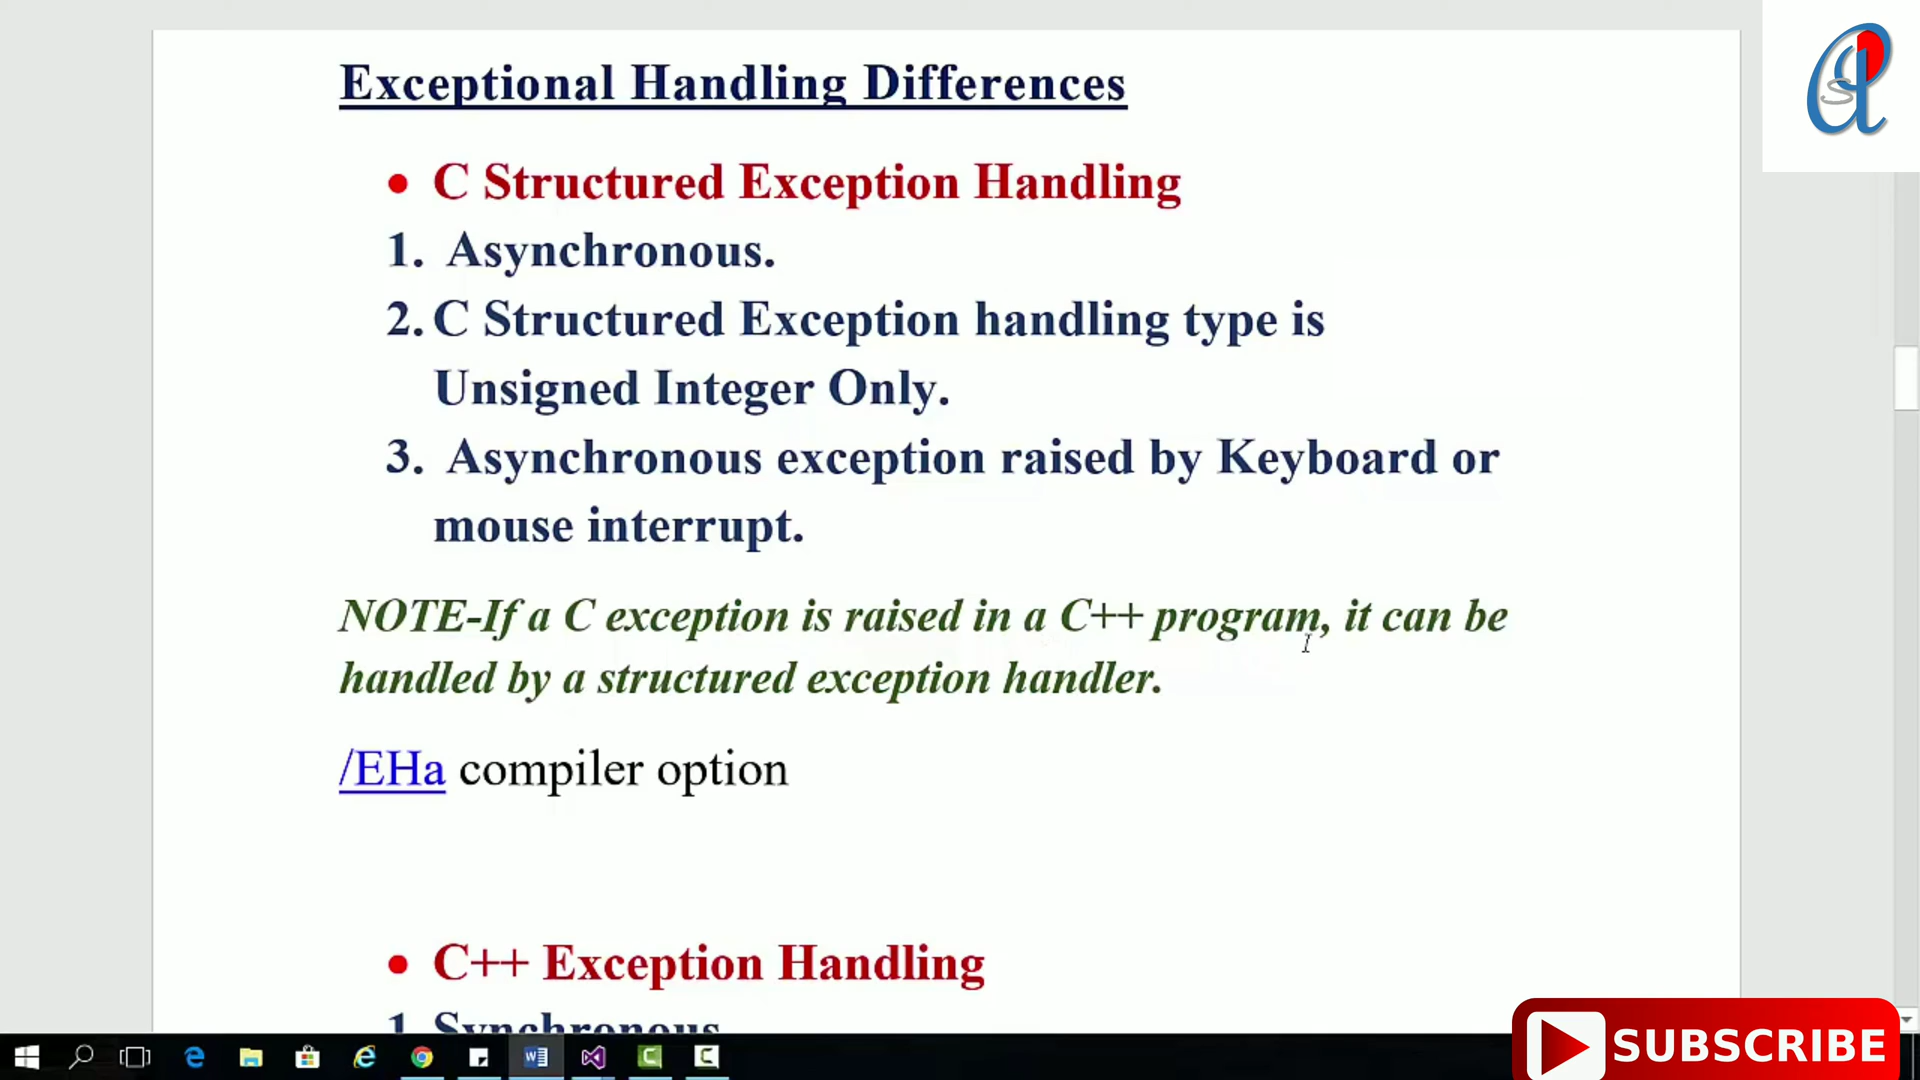 Exceptional Handling Differences
• C Structured Exception Handling
1. Asynchronous.
2. C Structured Exception handling type is
Unsigned Integer Only.
3. Asynchronous exception raised by Keyboard or
mouse interrupt.
NOTE-If a C exception is raised in a C++ program, it can be
handled by a structured exception handler.
/EHa compiler option
• C++ Exception Handling
1. Synchronous
SUBSCRIBE